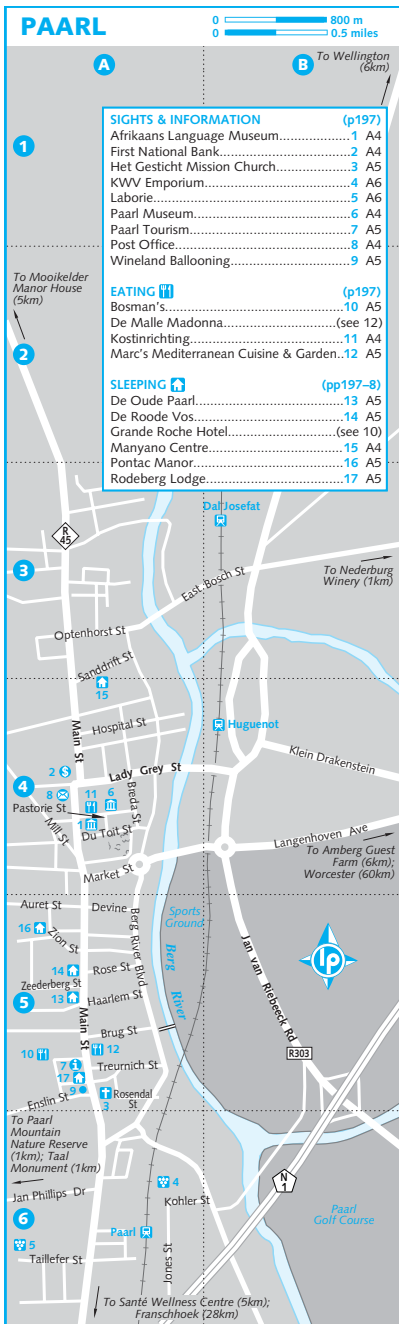 PAARL
0 800 m
0 0.5 miles
A
B
To Wellington
(6km)
1
SIGHTS & INFORMATION (p197)
Afrikaans Language Museum....................1 A4
First National Bank....................2 A4
Het Gesticht Mission Church....................3 A5
KWV Emporium....................4 A6
Laborie....................5 A6
Paarl Museum....................6 A4
Paarl Tourism....................7 A5
Post Office....................8 A4
Wineland Ballooning....................9 A5
EATING (p197)
Bosman's....................10 A5
De Malle Madonna....................(see 12)
Kostinrichting....................11 A4
Marc's Mediterranean Cuisine & Garden..12 A5
SLEEPING (pp197–8)
De Oude Paarl....................13 A5
De Roode Vos....................14 A5
Grande Roche Hotel....................(see 10)
Manyano Centre....................15 A4
Pontac Manor....................16 A5
Rodeberg Lodge....................17 A5
To Mooikelder
Manor House
(5km)
2
Dal Josefat
R
45
3
East Bosch St
To Nederburg
Winery (1km)
Optenhorst St
Sanddrift St
15
Hospital St
Huguenot
Main St
Klein Drakenstein
Lady Grey St
2 $
4
8
11
6
Breda St
Pastorie St
1
Du Toit St
Mill St
Langenhoven Ave
Market St
To Amberg Guest
Farm (6km);
Worcester (60km)
Auret St
Devine
Sports
Ground
16
Zion St
Berg River Blvd
Berg River
Jan van Riebeeck Rd
lp
14
Rose St
Zeederberg St
13
Haarlem St
5
Main St
Brug St
R303
10
12
7
Treurnich St
17
9
Enslin St
3
Rosendal
St
To Paarl
Mountain
Nature Reserve
(1km); Taal
Monument (1km)
N
1
4
Jan Phillips Dr
Kohler St
Paarl
Golf Course
6
5
Paarl
Taillefer St
Jones St
To Santé Wellness Centre (5km);
Franschhoek (28km)